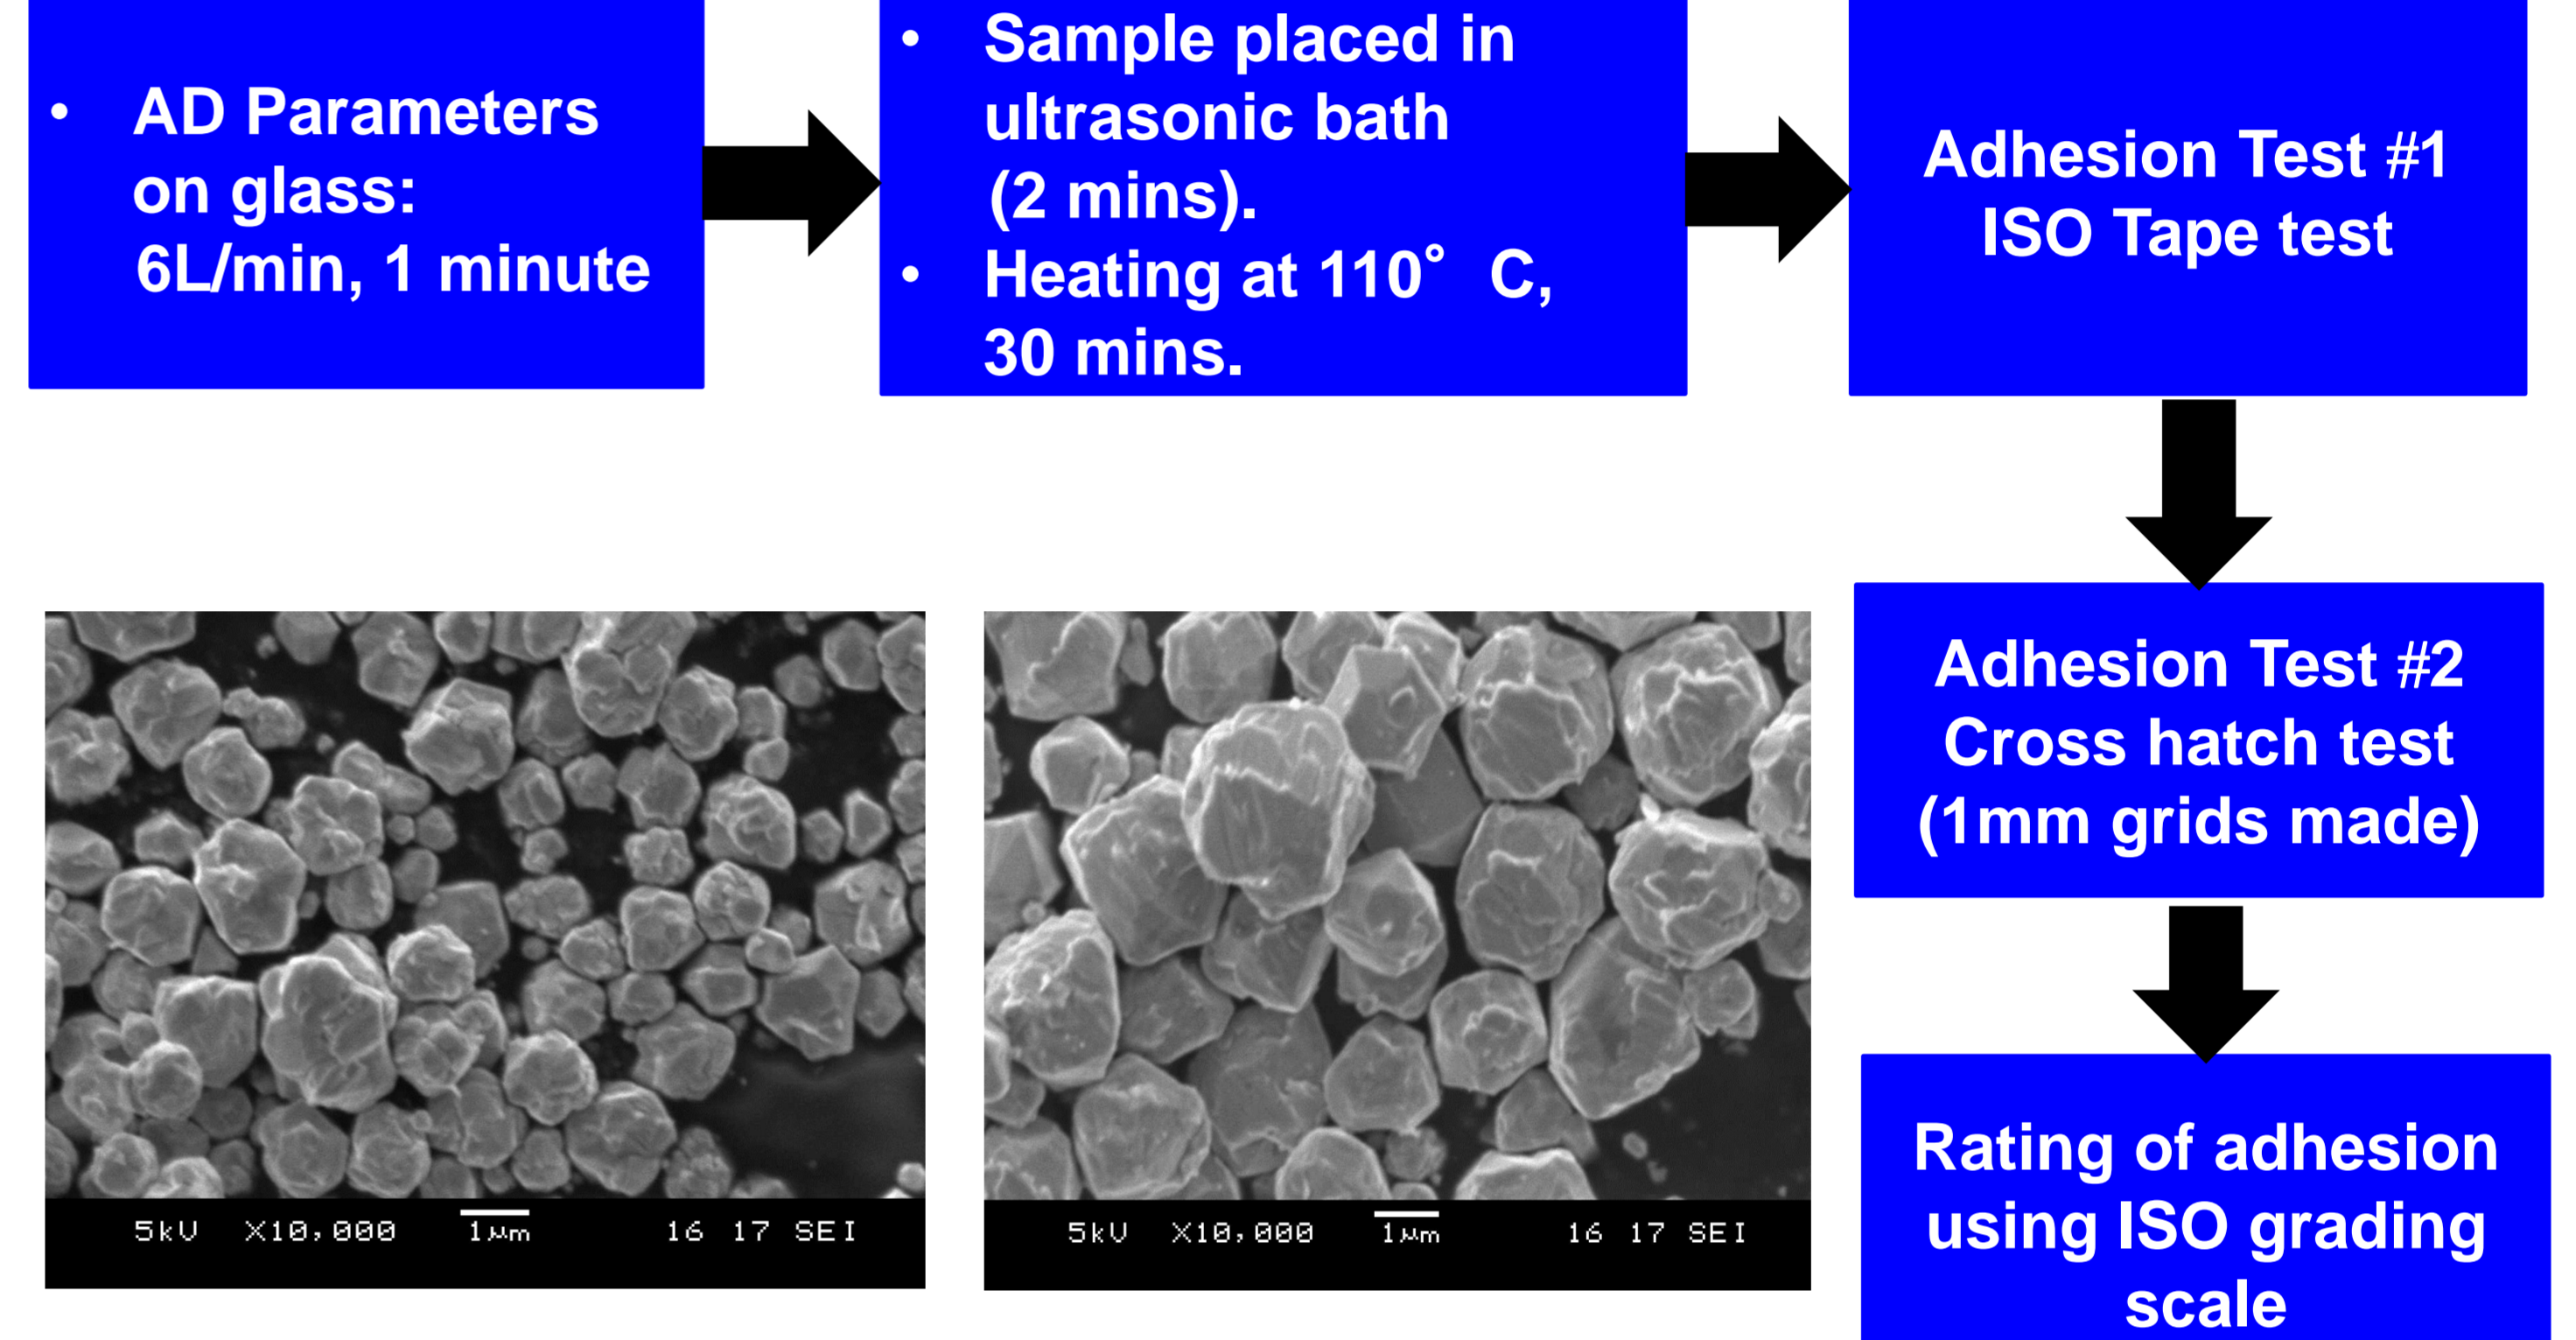 • AD Parameters
on glass:
6L/min, 1 minute
• Sample placed in
ultrasonic bath
(2 mins).
• Heating at 110° C,
30 mins.
Adhesion Test #1
ISO Tape test
Adhesion Test #2
Cross hatch test
(1mm grids made)
Rating of adhesion
using ISO grading
scale
5kV X10,000 1μm 16 17 SEI
5kV X10,000 1μm 16 17 SEI